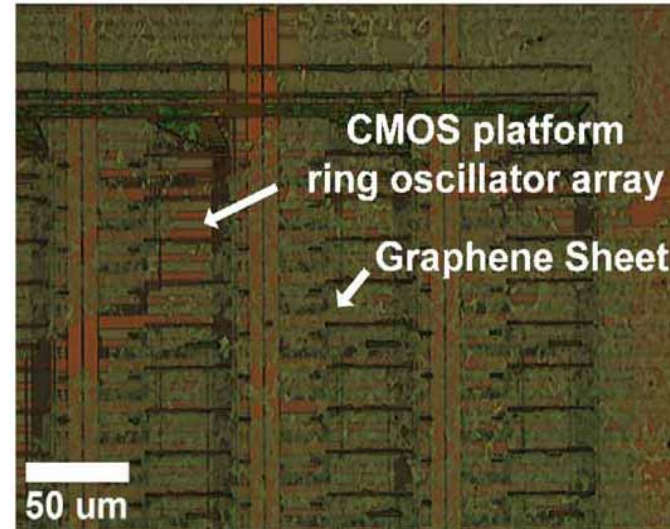 CMOS platform
ring oscillator array
Graphene Sheet
50 um